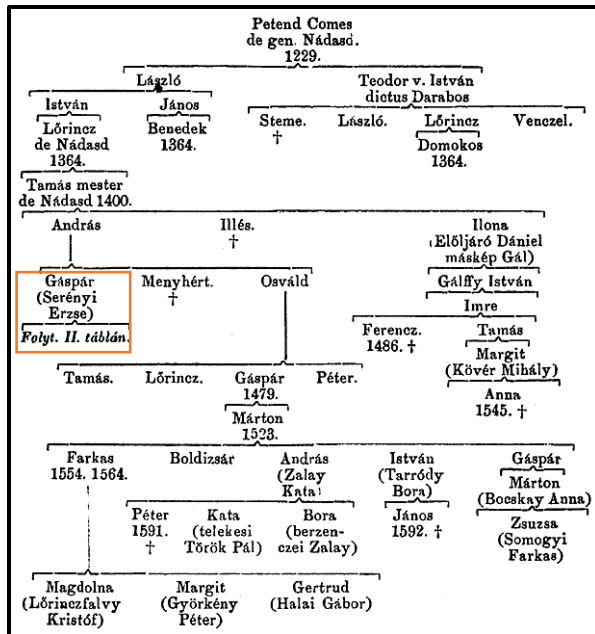 Petend Comes
de gen. Nádasd.
1229.
László
Teodor v. István
dictus Darabos
István
János
Steme.
László.
Lőrincz
Venczel.
†
Lőrincz
de Nádasd
1364.
Benedek
1364.
Domokos
1364.
Tamás mester
de Nádasd 1400.
András
Illés.
†
Ilona
(Előljáró Dániel
máskép Gál)
Gáspár
(Serényi
Erzse)
Folyt. II. táblán.
Menyhért.
†
Osváld
Gálffy István
Imre
Ferencz.
1486. †
Tamás
Margit
(Kövér Mihály)
Anna
1545. †
Tamás.
Lőrincz.
Gáspár
1479.
Péter.
Márton
1523.
Farkas
1554. 1564.
Boldizsár
András
(Zalay
Kata)
István
(Tarródy
Bora)
Gáspár
Márton
(Bocskay Anna)
Zsuzsa
(Somogyi
Farkas)
Péter
1591.
†
Kata
(telekesi
Török Pál)
Bora
(berzen-
czei Zalay)
János
1592. †
Magdolna
(Lőrinczfalvy
Kristóf)
Margit
(Györkény
Péter)
Gertrud
(Halai Gábor)